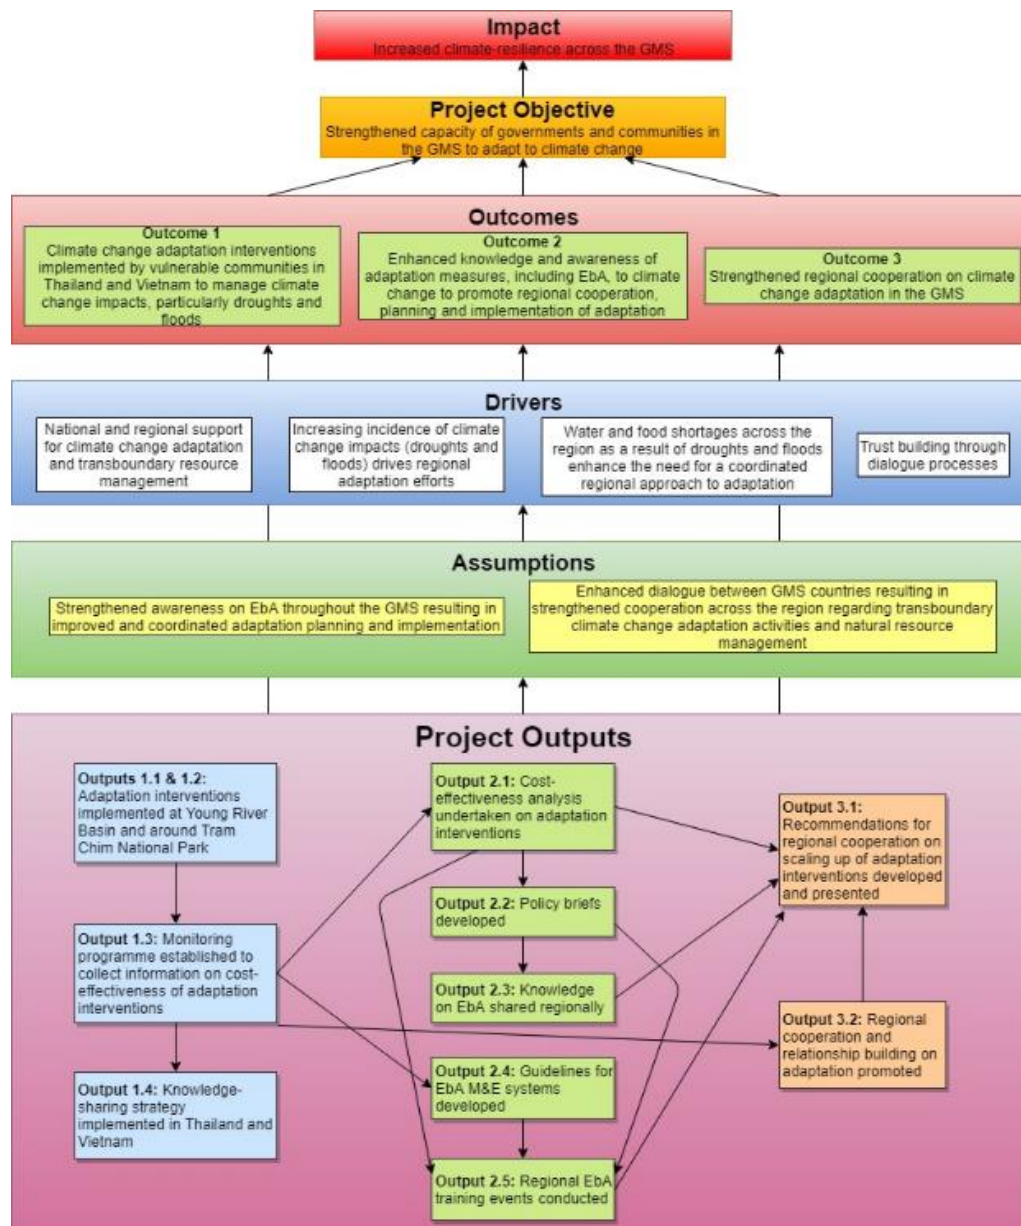 Impact
Increased climate-resilience across the GMS
Project Objective
Strengthened capacity of governments and communities in
the GMS to adapt to climate change
Outcomes
Outcome 1
Climate change adaptation interventions
implemented by vulnerable communities in
Thailand and Vietnam to manage climate
change impacts, particularly droughts and
floods
Outcome 2
Enhanced knowledge and awareness of
adaptation measures, including EbA, to climate
change to promote regional cooperation,
planning and implementation of adaptation
Outcome 3
Strengthened regional cooperation on climate
change adaptation in the GMS
Drivers
National and regional support
for climate change adaptation
and transboundary resource
management
Increasing incidence of climate
change impacts (droughts and
floods) drives regional
adaptation efforts
Water and food shortages across the
region as a result of droughts and floods
enhance the need for a coordinated
regional approach to adaptation
Trust building through
dialogue processes
Assumptions
Strengthened awareness on EbA throughout the GMS resulting in
improved and coordinated adaptation planning and implementation
Enhanced dialogue between GMS countries resulting in
strengthened cooperation across the region regarding transboundary
climate change adaptation activities and natural resource
management
Project Outputs
Outputs 1.1 & 1.2:
Adaptation interventions
implemented at Young River
Basin and around Tram
Chim National Park
Output 1.3: Monitoring
programme established to
collect information on cost-
effectiveness of adaptation
interventions
Output 1.4: Knowledge-
sharing strategy
implemented in Thailand and
Vietnam
Output 2.1: Cost-
effectiveness analysis
undertaken on adaptation
interventions
Output 2.2: Policy briefs
developed
Output 2.3: Knowledge
on EbA shared regionally
Output 2.4: Guidelines for
EbA M&E systems
developed
Output 2.5: Regional EbA
training events conducted
Output 3.1:
Recommendations for
regional cooperation on
scaling up of adaptation
interventions developed
and presented
Output 3.2: Regional
cooperation and
relationship building on
adaptation promoted